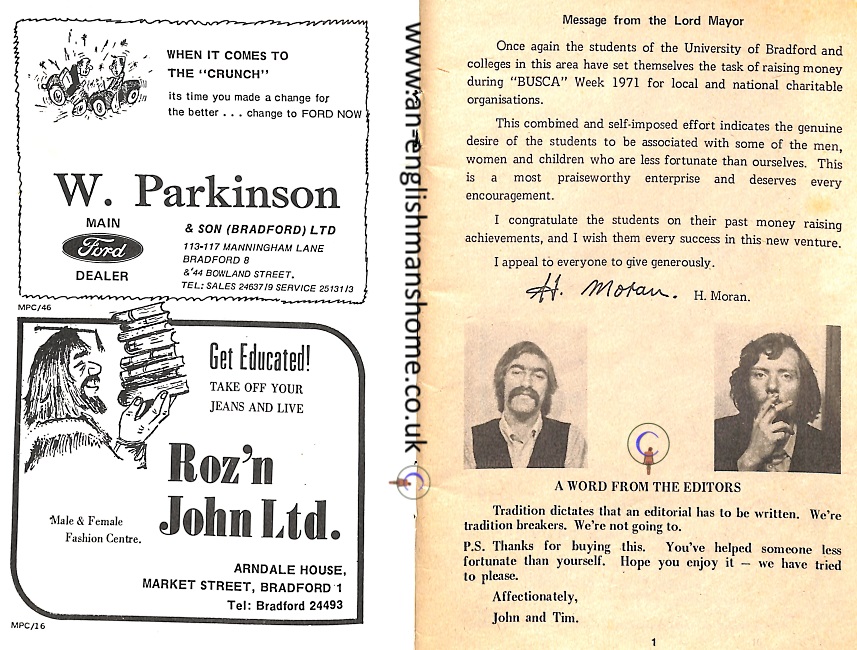 WHEN IT COMES TO
THE "CRUNCH"
its time you made a change for
the better . . . change to FORD NOW
W. Parkinson
MAIN
Ford
DEALER
& SON (BRADFORD) LTD
113-117 MANNINGHAM LANE
BRADFORD 8
&'44 BOWLAND STREET.
TEL: SALES 24637/9 SERVICE 25131/3
MPC/46
Get Educated!
TAKE OFF YOUR
JEANS AND LIVE
Roz'n
John Ltd.
Male & Female
Fashion Centre.
ARNDALE HOUSE,
MARKET STREET, BRADFORD 1
Tel: Bradford 24493
MPC/16
www.an-englishmanshome.co.uk
Message from the Lord Mayor
Once again the students of the University of Bradford and
colleges in this area have set themselves the task of raising money
during "BUSCA" Week 1971 for local and national charitable
organisations.
This combined and self-imposed effort indicates the genuine
desire of the students to be associated with some of the men,
women and children who are less fortunate than ourselves. This
is a most praiseworthy enterprise and deserves every
encouragement.
I congratulate the students on their past money raising
achievements, and I wish them every success in this new venture.
I appeal to everyone to give generously.
H. Moran. H. Moran.
A WORD FROM THE EDITORS
Tradition dictates that an editorial has to be written. We're
tradition breakers. We're not going to.
P.S. Thanks for buying this. You've helped someone less
fortunate than yourself. Hope you enjoy it — we have tried
to please.
Affectionately,
John and Tim.
1